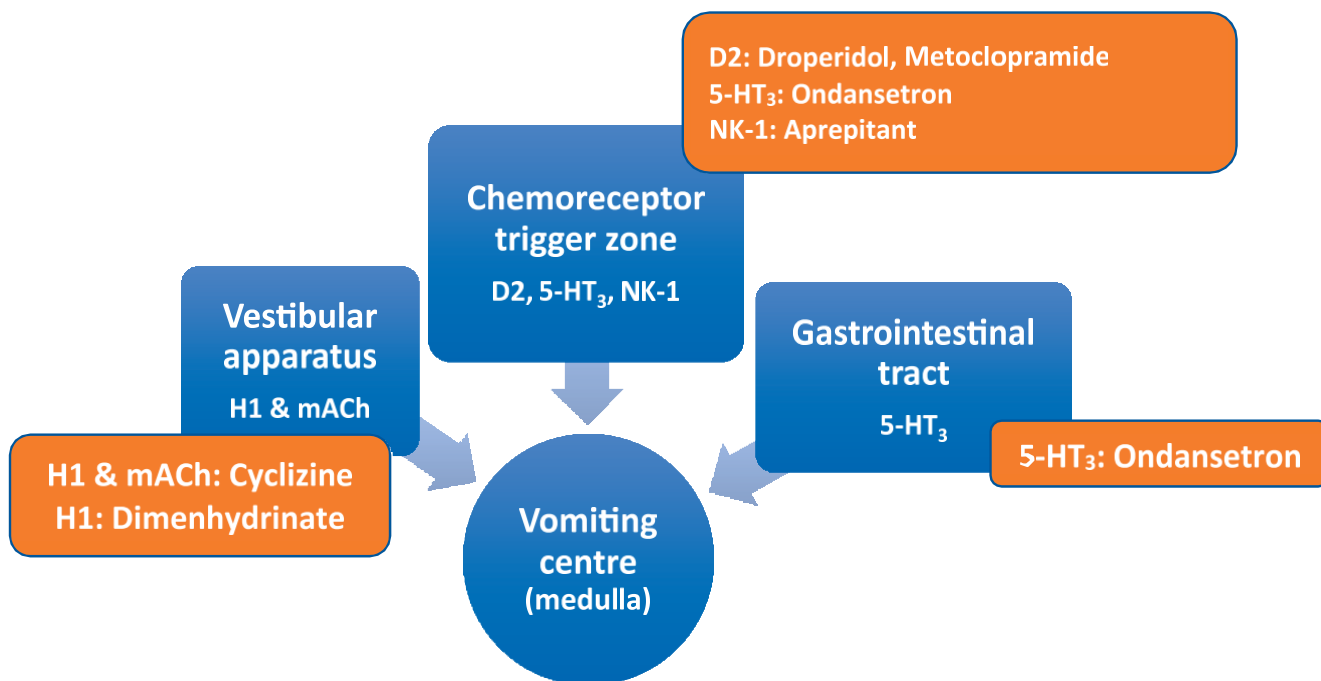 D2: Droperidol, Metoclopramide
5-HT₃: Ondansetron
NK-1: Aprepitant
Chemoreceptor
trigger zone
D2, 5-HT₃, NK-1
Vestibular
apparatus
H1 & mACh
Gastrointestinal
tract
5-HT₃
H1 & mACh: Cyclizine
H1: Dimenhydrinate
5-HT₃: Ondansetron
Vomiting
centre
(medulla)